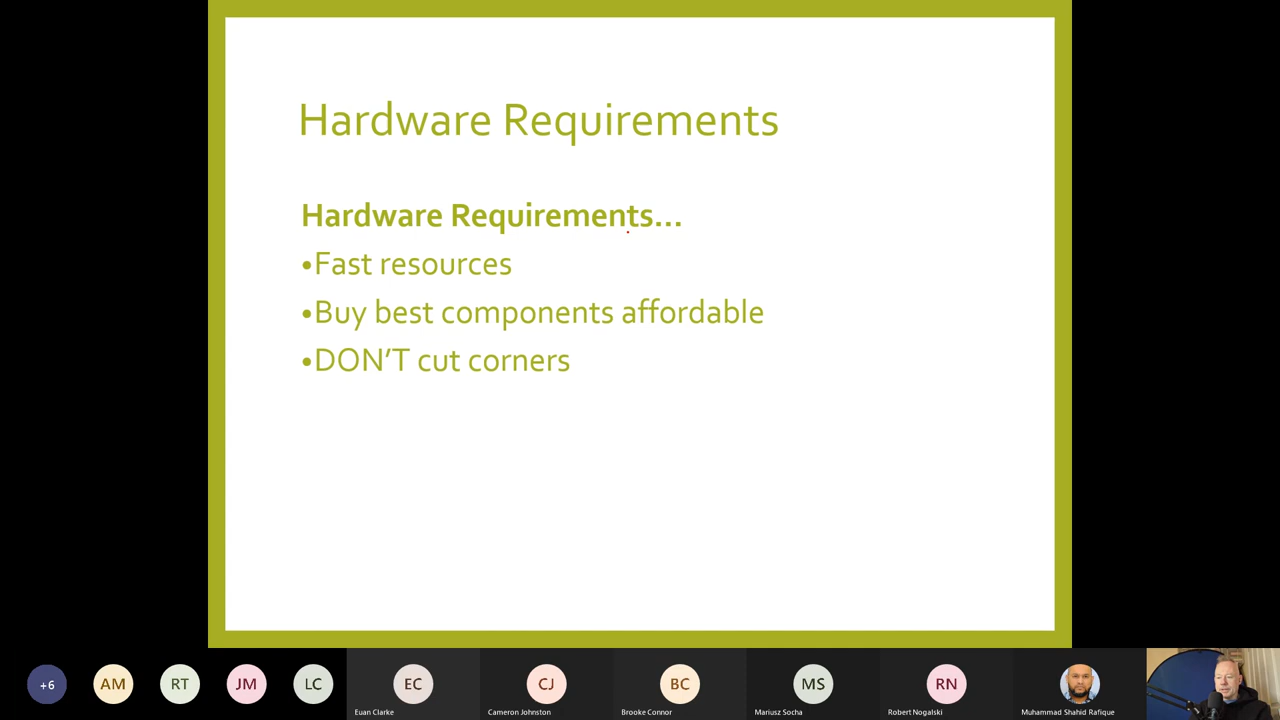 Hardware Requirements
Hardware Requirements...
•Fast resources
•Buy best components affordable
•DON'T cut corners
+6
AM
RT
JM
LC
EC
CJ
BC
MS
RN
Euan Clarke
Cameron Johnston
Brooke Connor
Mariusz Socha
Robert Nogalski
Muhammad Shahid Rafique